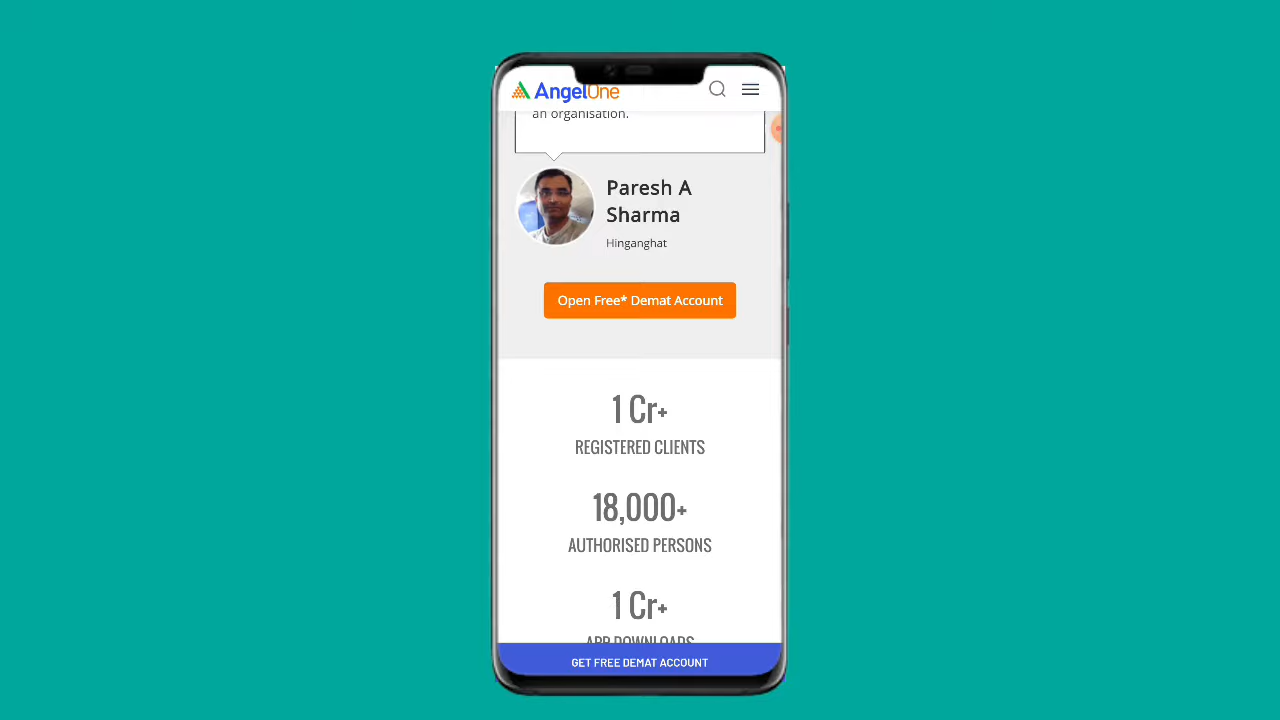 AngelOne
an organisation.
Paresh A
Sharma
Hinganghat
Open Free* Demat Account
1 Cr+
REGISTERED CLIENTS
18,000+
AUTHORISED PERSONS
1 Cr+
APP DOWNLOADS
GET FREE DEMAT ACCOUNT